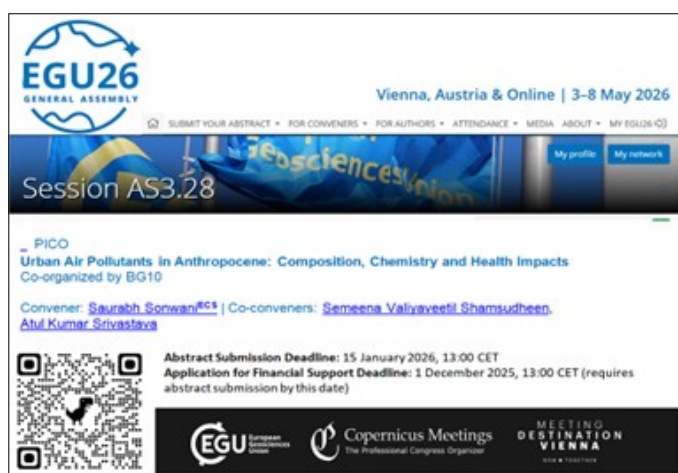 EGU26
GENERAL ASSEMBLY
Vienna, Austria & Online | 3–8 May 2026
SUBMIT YOUR ABSTRACT FOR CONVENERS FOR AUTHORS ATTENDANCE MEDIA ABOUT MY EGU26
Geosciences Union
My profile My network
Session AS3.28
PICO
Urban Air Pollutants in Anthropocene: Composition, Chemistry and Health Impacts
Co-organized by BG10
Convener: Saurabh Sonwani ECS | Co-conveners: Semeena Valiyaveetil Shamsudheen,
Atul Kumar Srivastava
Abstract Submission Deadline: 15 January 2026, 13:00 CET
Application for Financial Support Deadline: 1 December 2025, 13:00 CET (requires
abstract submission by this date)
EGU European
Geosciences
Union
Copernicus Meetings
The Professional Congress Organizer
MEETING
DESTINATION
VIENNA